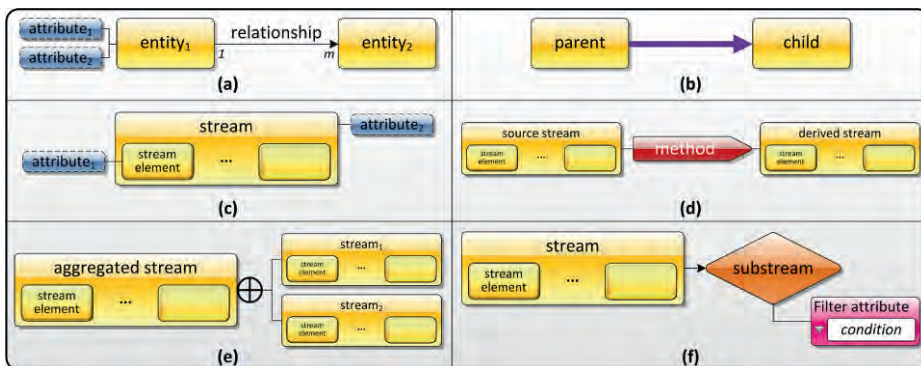 attribute₁
attribute₂
entity₁
relationship
1
m
entity₂
(a)
parent
child
(b)
stream
attribute₁
stream
element
...
attribute₂
(c)
source stream
stream
element
...
method
derived stream
stream
element
...
(d)
aggregated stream
stream
element
...
stream₁
stream
element
...
stream₂
stream
element
...
(e)
stream
stream
element
...
substream
Filter attribute
condition
(f)